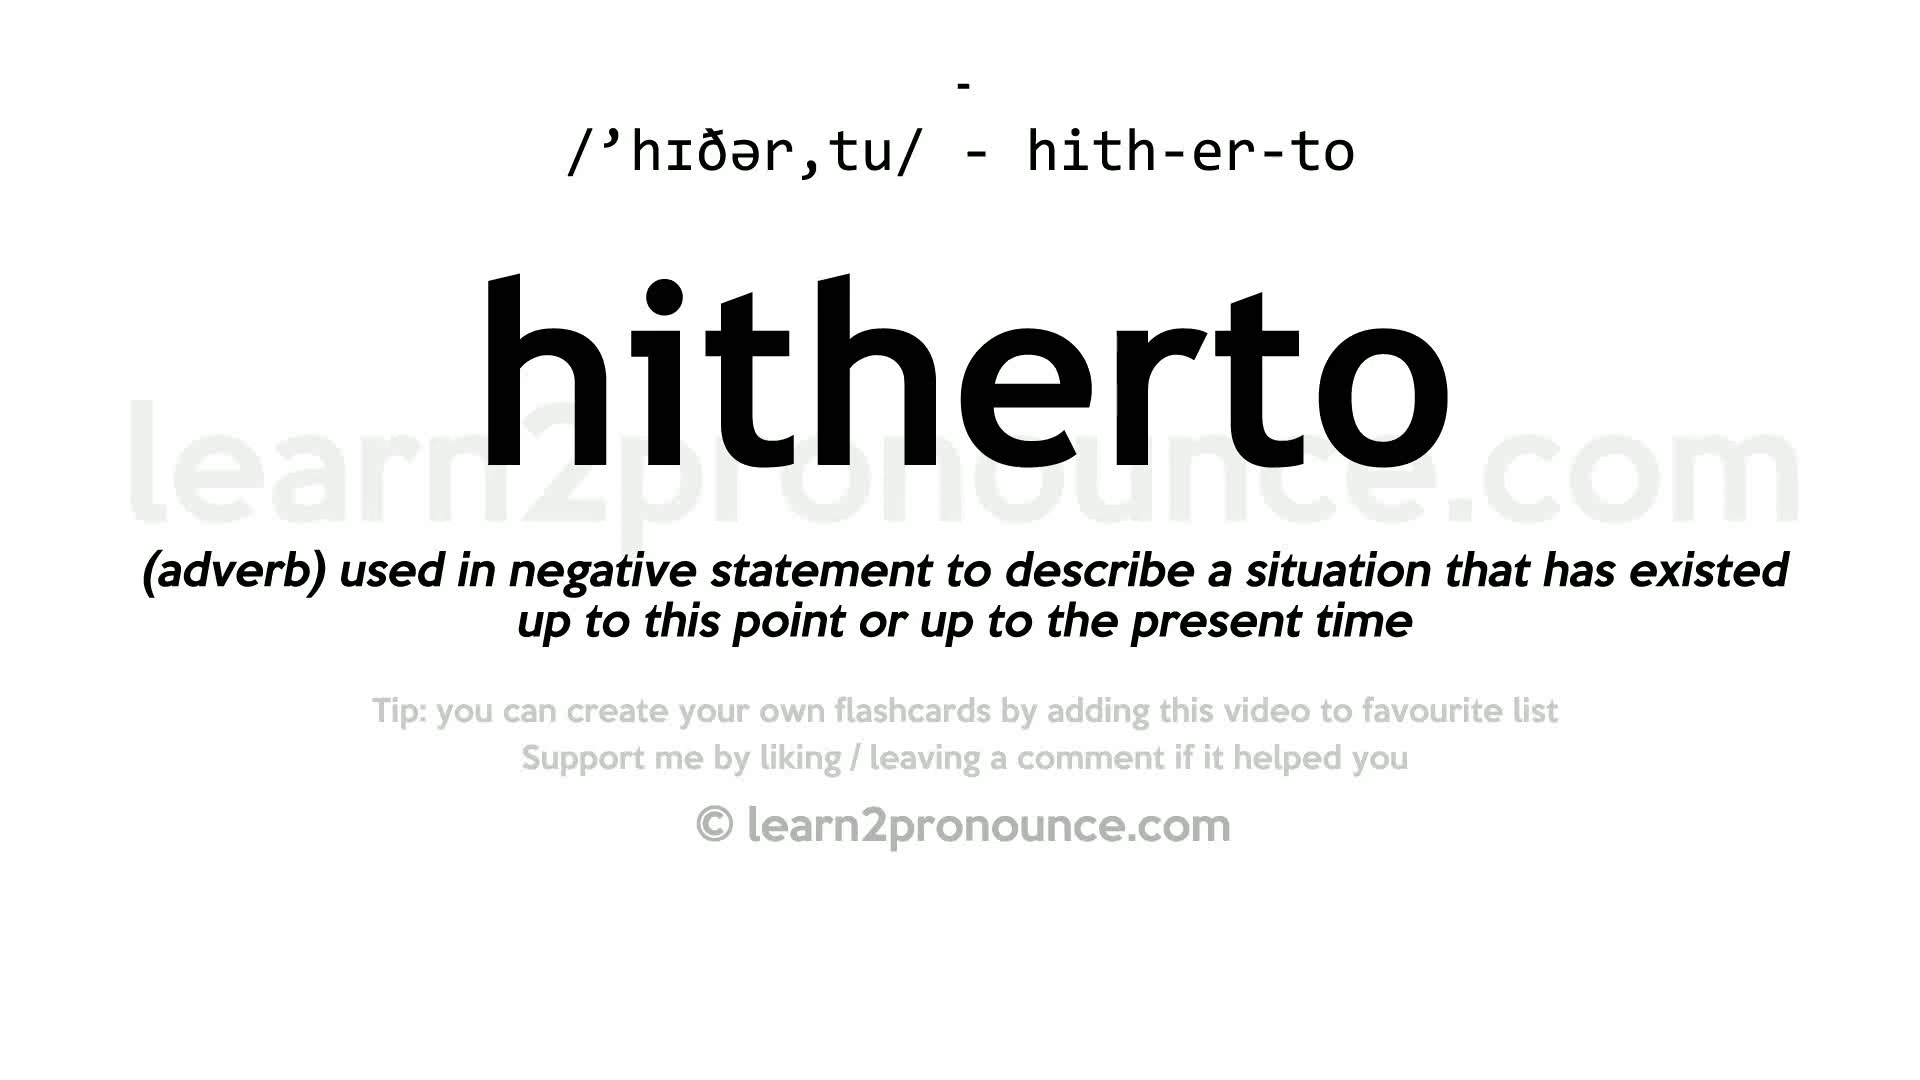 -
/’hɪðər,tu/ - hith-er-to
hitherto
learn2pronounce.com
(adverb) used in negative statement to describe a situation that has existed
up to this point or up to the present time
Tip: you can create your own flashcards by adding this video to favourite list
Support me by liking / leaving a comment if it helped you
© learn2pronounce.com